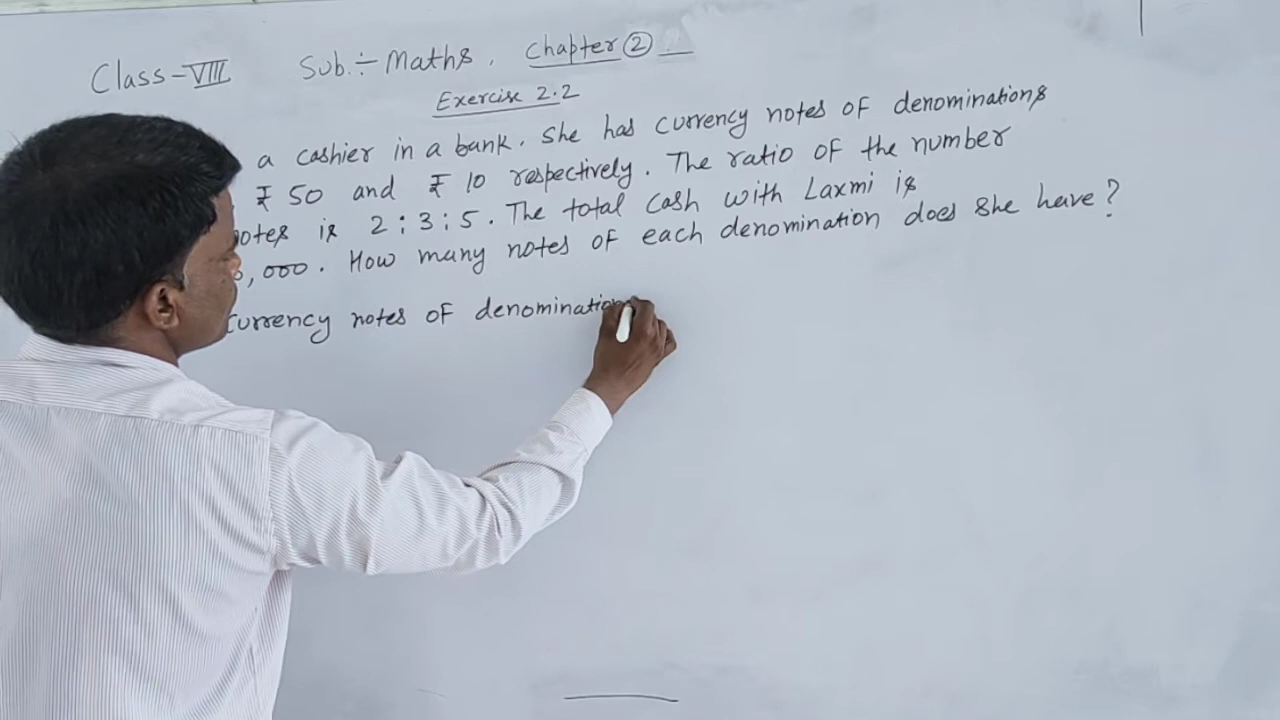 Class-VIII Sub.÷ Maths, Chapter ②
Exercise 2.2
a cashier in a bank. She has currency notes of denominations
₹ 50 and ₹ 10 respectively. The ratio of the number
otes is 2:3:5. The total cash with Laxmi is
,000. How many notes of each denomination does she have?
Currency notes of denomination